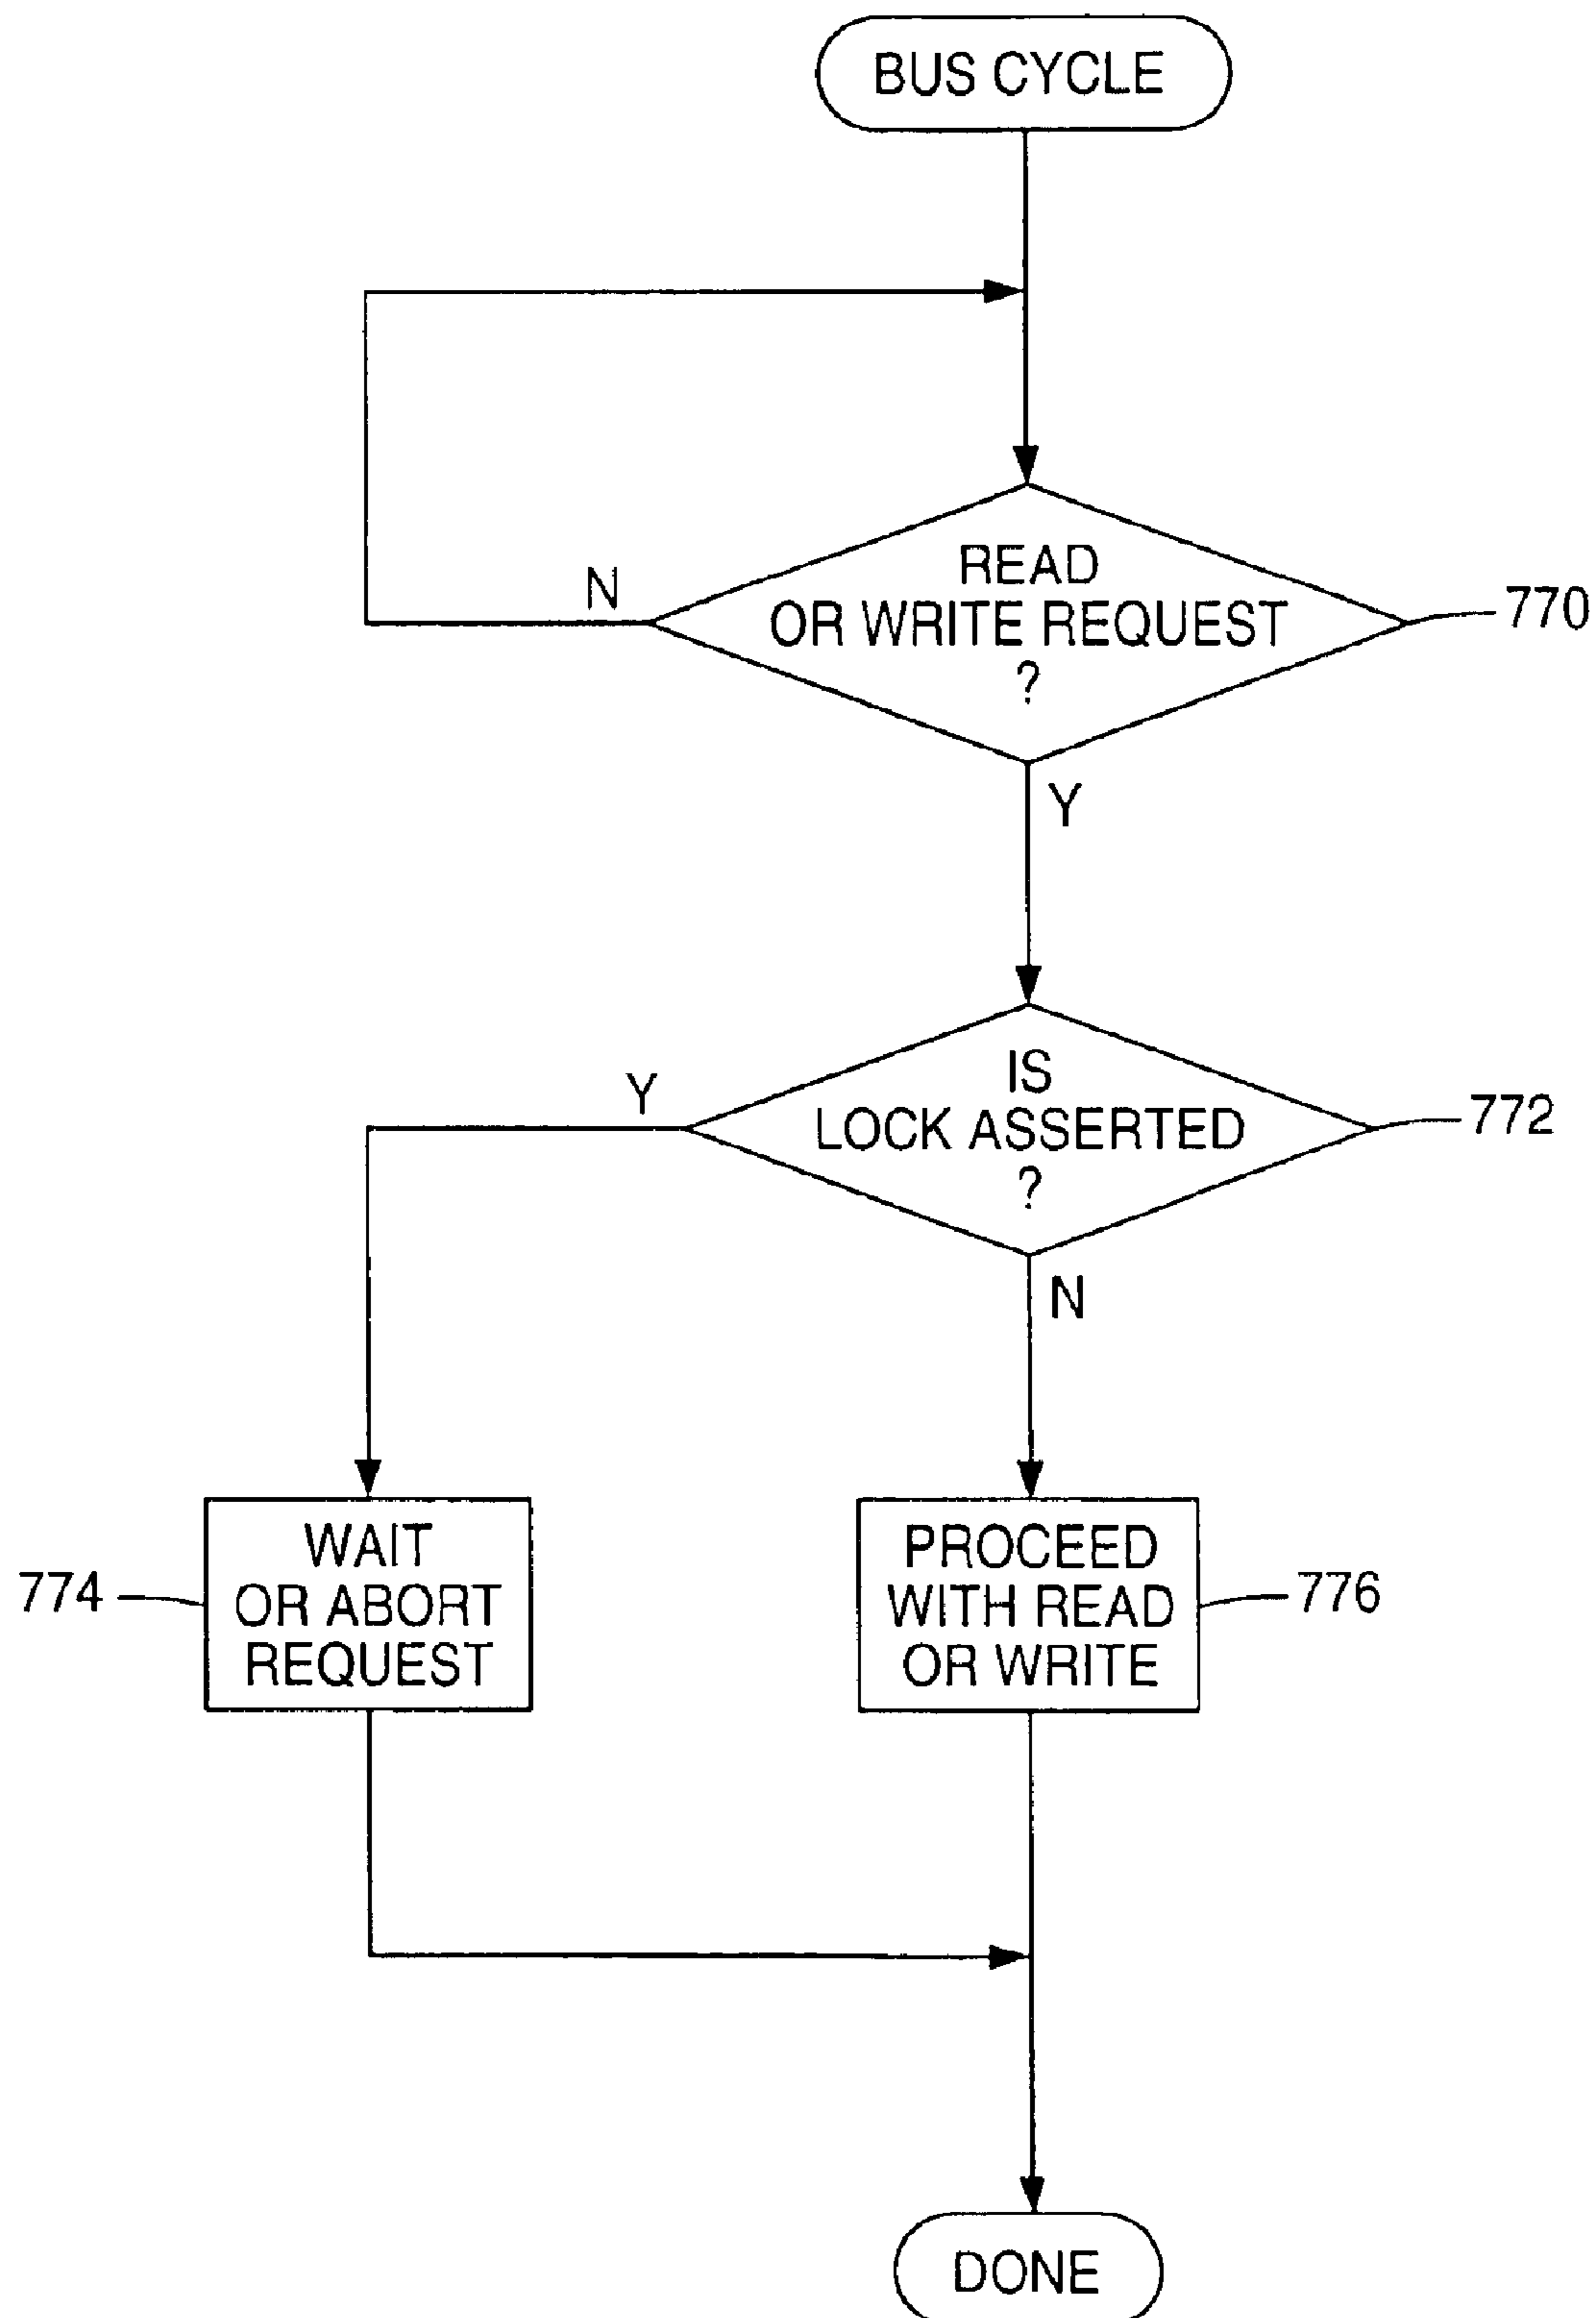 BUS CYCLE
READ
OR WRITE REQUEST
?
770
N
Y
IS
LOCK ASSERTED
?
772
Y
N
WAIT
OR ABORT
REQUEST
774
PROCEED
WITH READ
OR WRITE
776
DONE